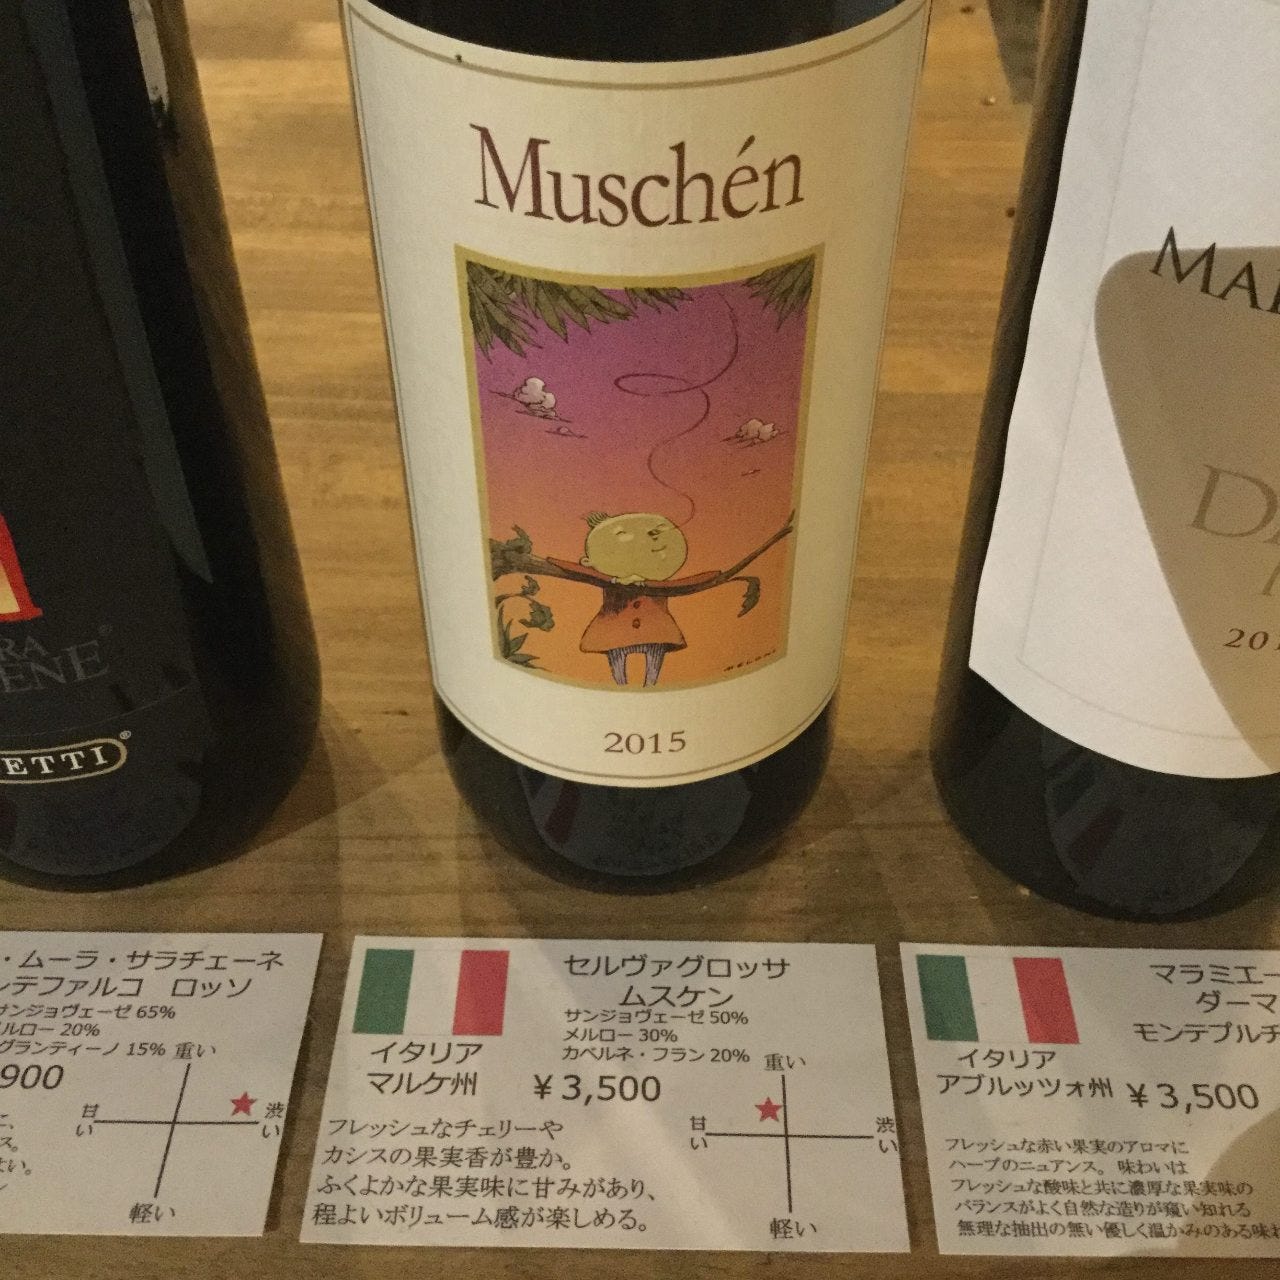 Muschén
MELONI
2015
ETTI
2015
・ムーラ・サラチェーネ
ンテファルコ ロッソ
サンジョヴェーゼ 65%
メルロー 20%
グランティーノ 15%
重い
900
甘い
渋い
軽い
セルヴァグロッサ
ムスケン
サンジョヴェーゼ 50%
メルロー 30%
カベルネ・フラン 20%
イタリア
マルケ州
¥3,500
重い
甘い
渋い
軽い
フレッシュなチェリーや
カシスの果実香が豊か。
ふくよかな果実味に甘みがあり、
程よいボリューム感が楽しめる。
マラミエー
ダーマ
モンテプルチ
イタリア
アブルッツォ州
¥3,500
フレッシュな赤い果実のアロマに
ハーブのニュアンス。味わいは
フレッシュな酸味と共に濃厚な果実味の
バランスがよく自然な造りが窺い知れる
無理な抽出の無い優しく温かみのある味わ